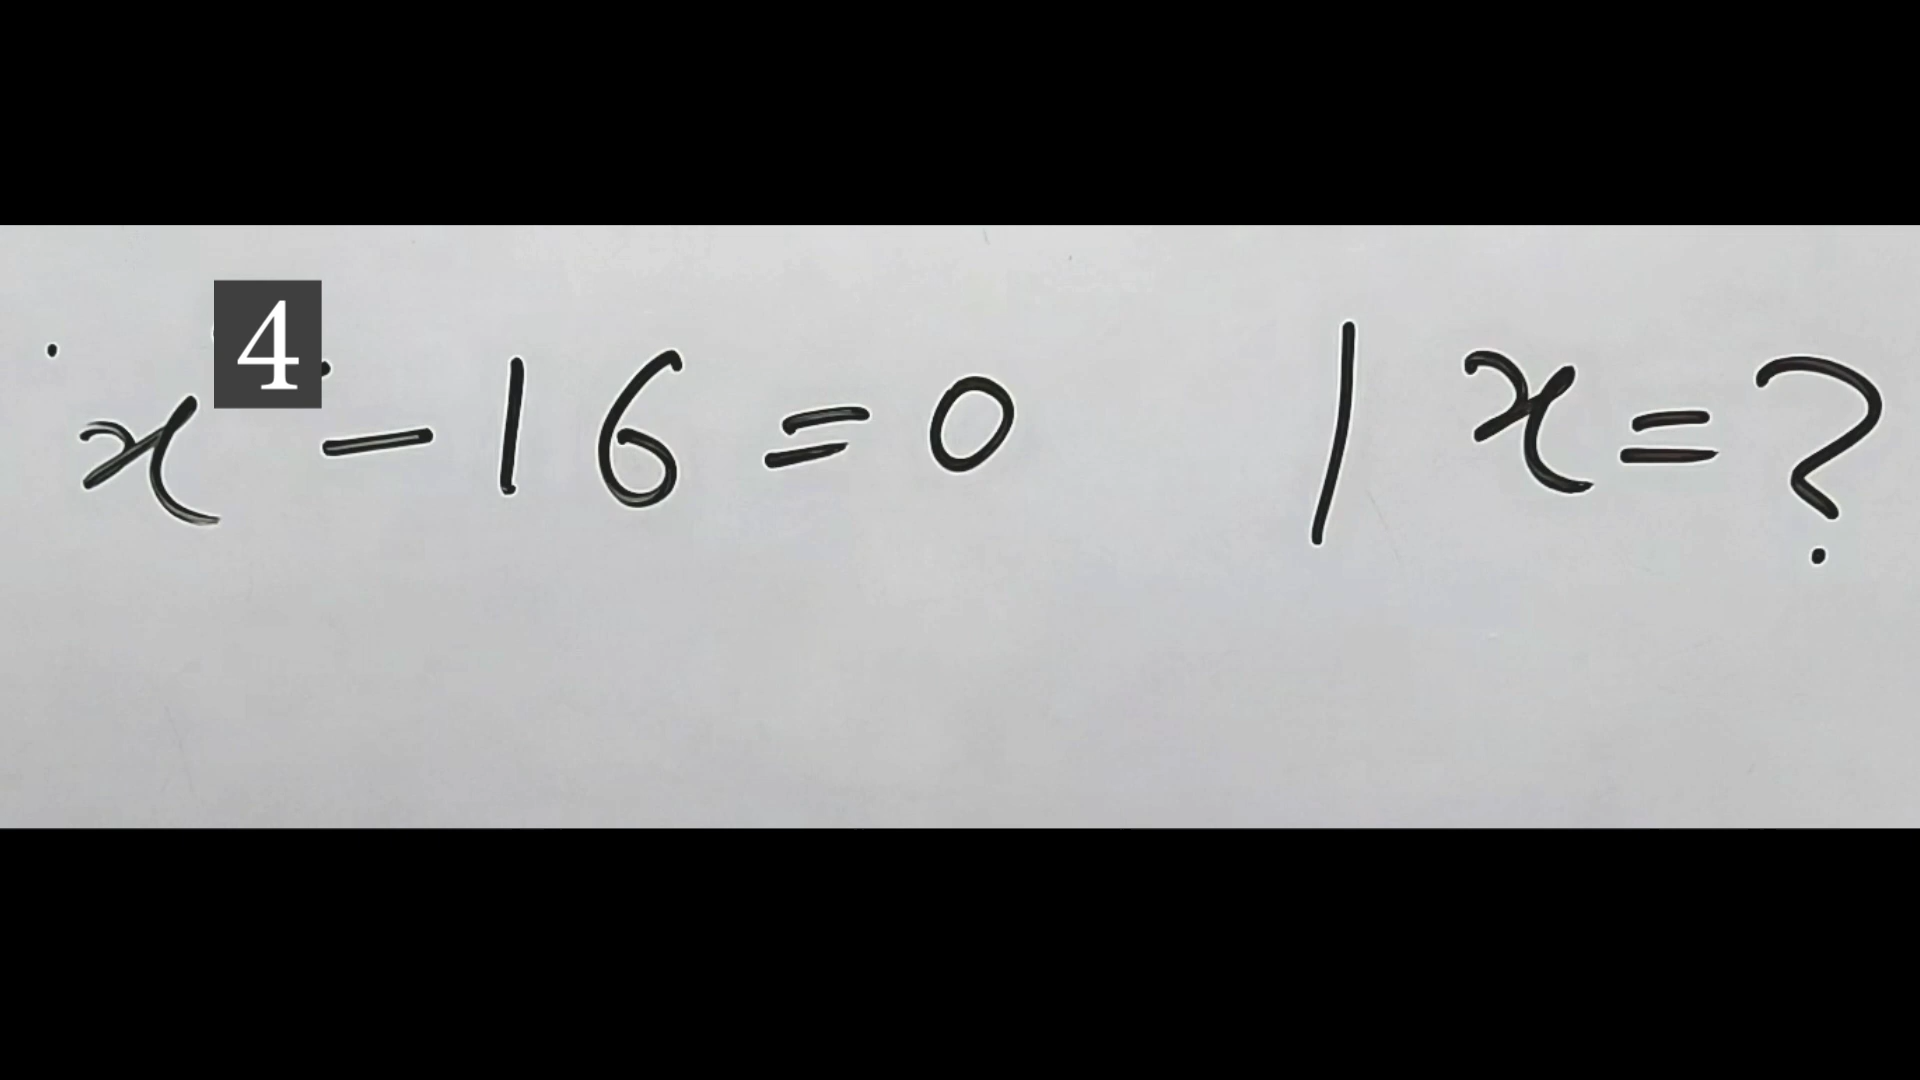 x⁴ - 16 = 0 / x = ?